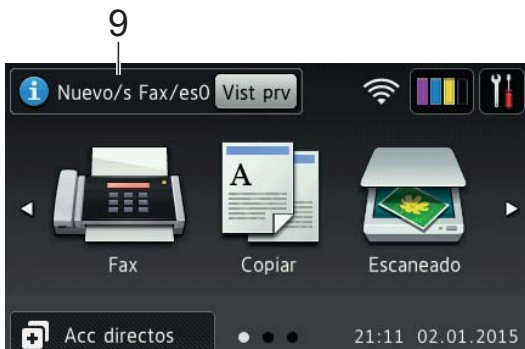 9
Nuevo/s Fax/es0 Vist prv
A
Fax Copiar Escaneado
Acc directos 21:11 02.01.2015